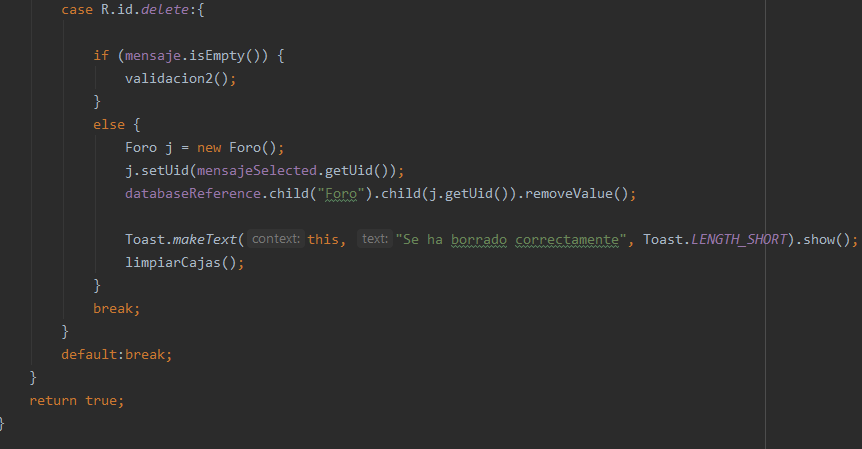 case R.id.delete:{
if (mensaje.isEmpty()) {
validacion2();
}
else {
Foro j = new Foro();
j.setUid(mensajeSelected.getUid());
databaseReference.child("Foro").child(j.getUid()).removeValue();
Toast.makeText( context: this, text: "Se ha borrado correctamente", Toast.LENGTH_SHORT).show();
limpiarCajas();
}
break;
}
default:break;
}
return true;
}